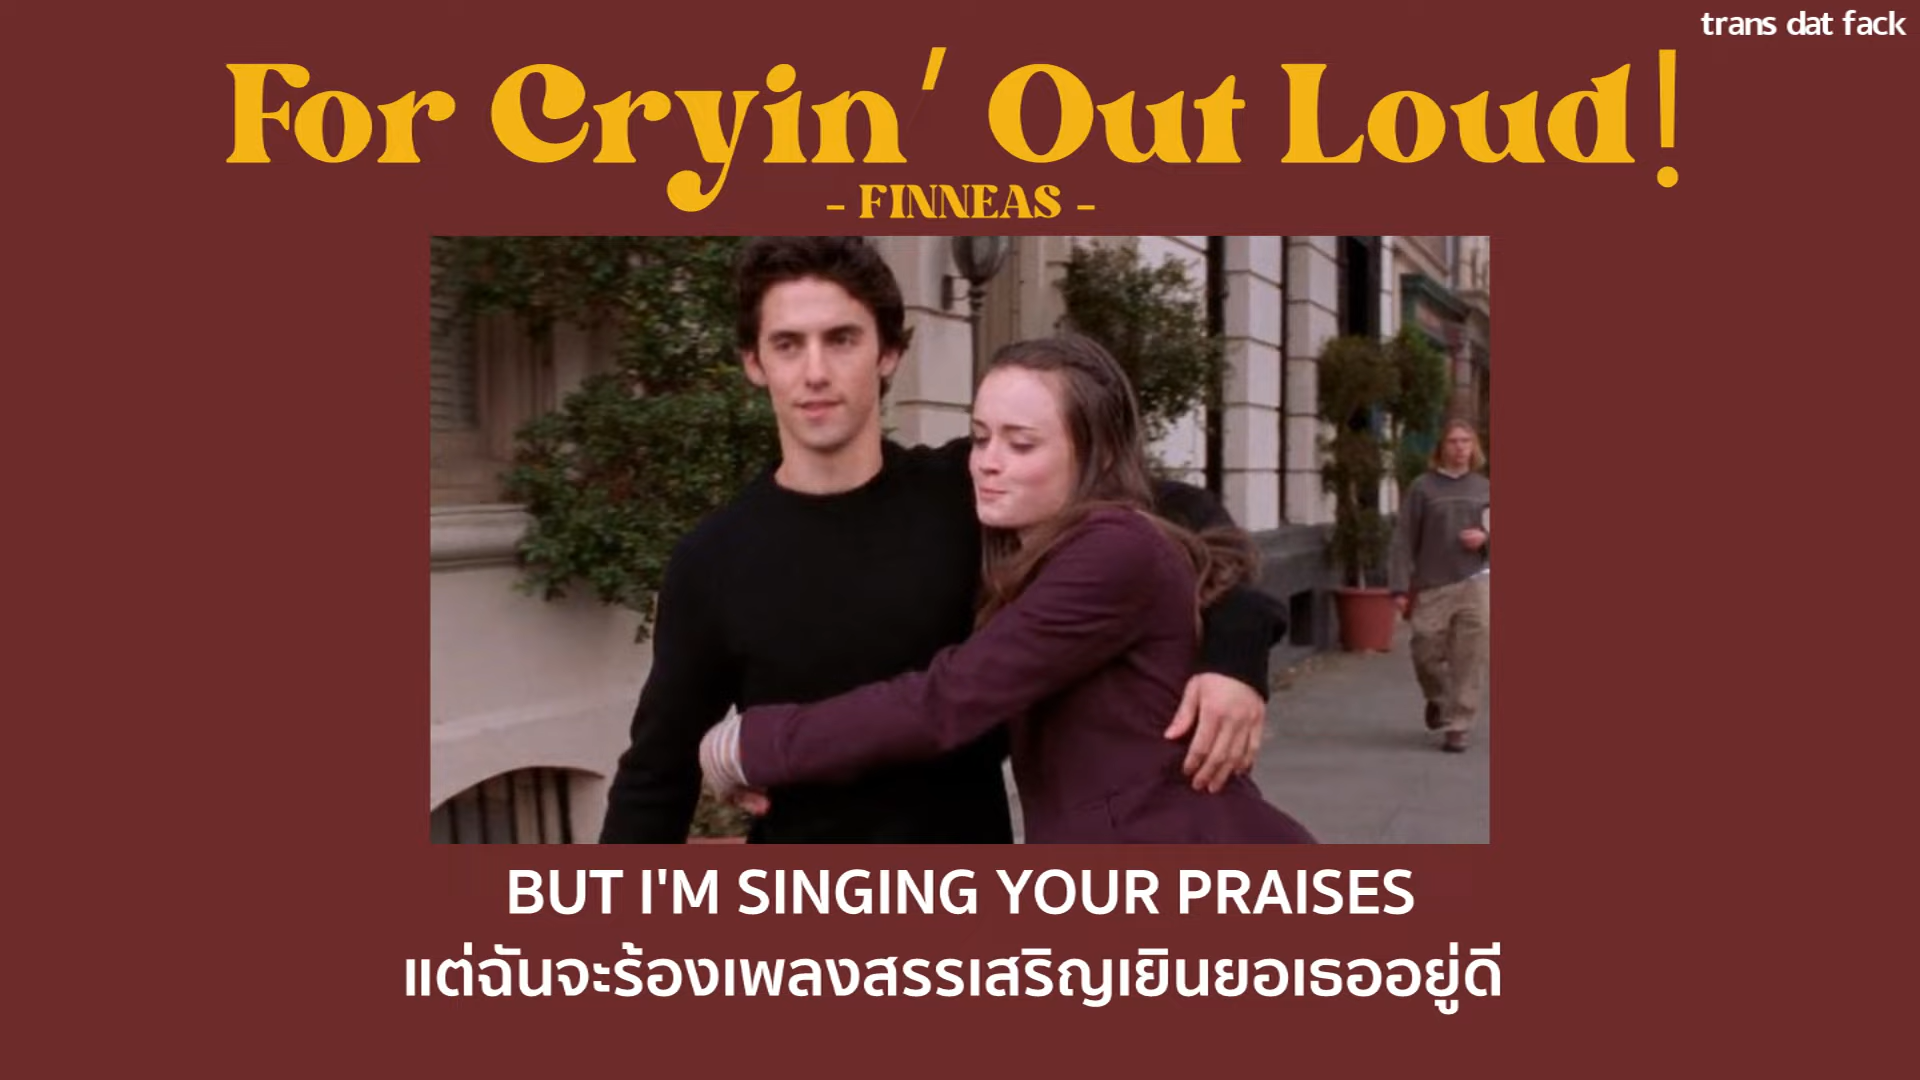 trans dat fack
For Cryin' Out Loud!
- FINNEAS -
BUT I'M SINGING YOUR PRAISES
แต่ฉันจะร้องเพลงสรรเสริญเยินยอเธออยู่ดี